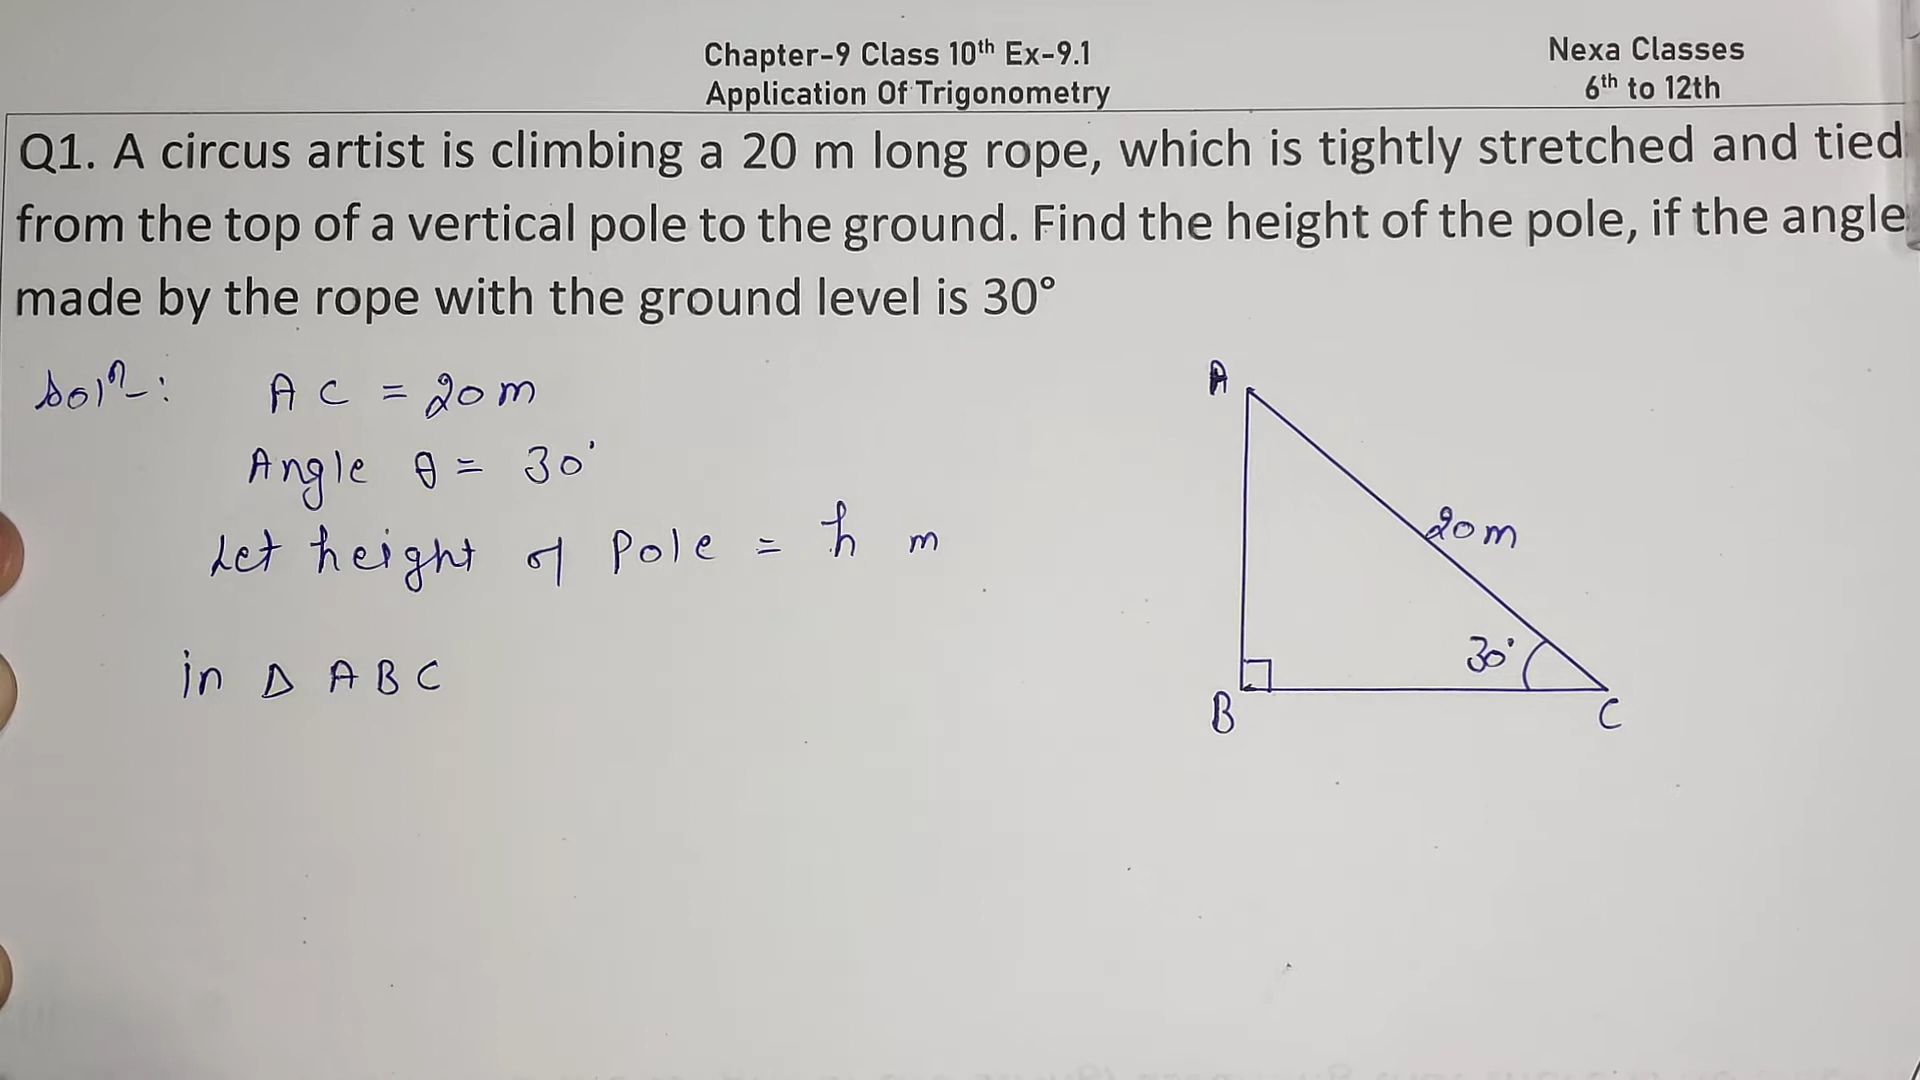 Chapter-9 Class 10th Ex-9.1
Application Of Trigonometry
Nexa Classes
6th to 12th
Q1. A circus artist is climbing a 20 m long rope, which is tightly stretched and tied
from the top of a vertical pole to the ground. Find the height of the pole, if the angle
made by the rope with the ground level is 30°
Solⁿ-:
AC = 20m
Angle θ = 30°
Let height of Pole = h m
in Δ ABC
A
20m
30°
B
C